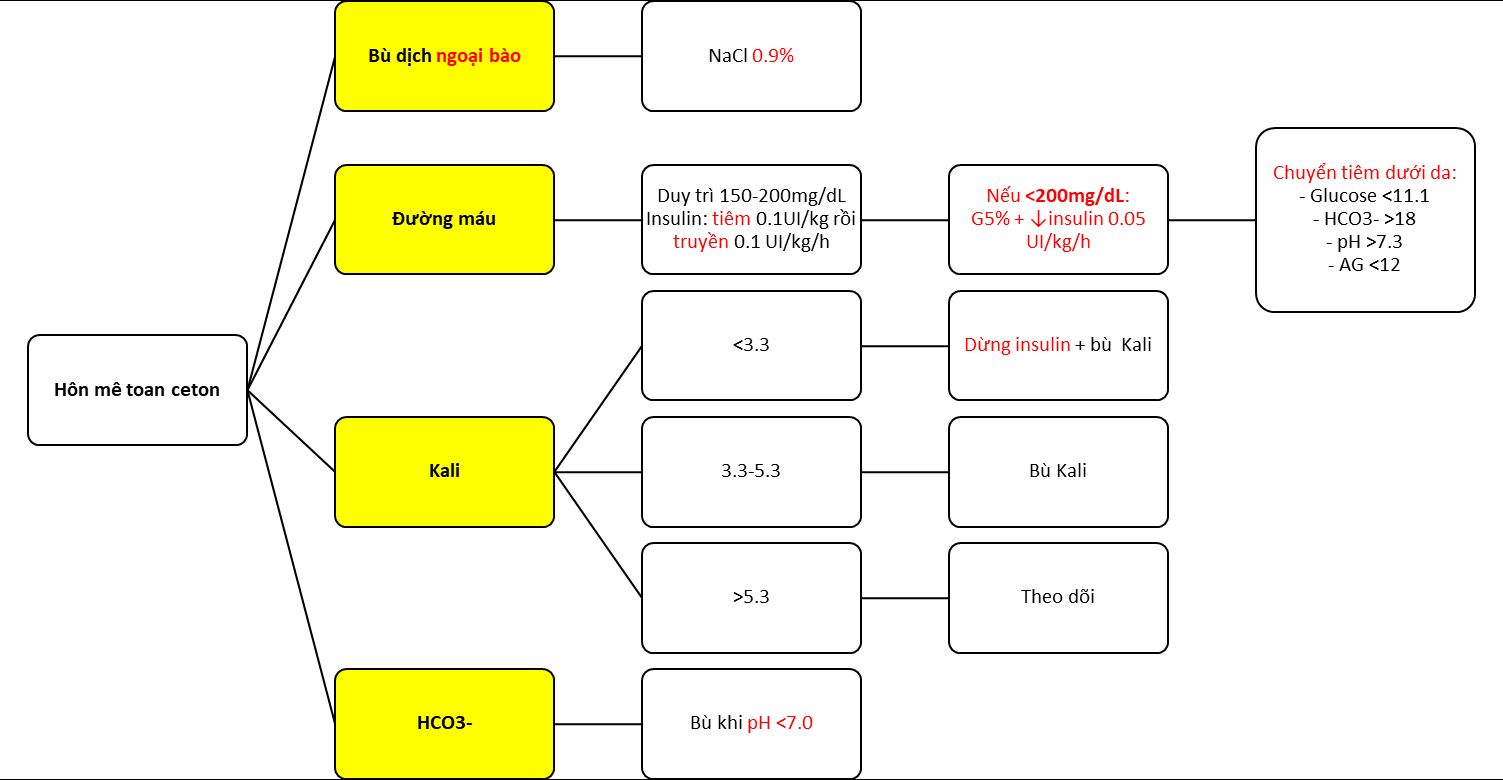 Bù dịch ngoại bào
NaCl 0.9%
Đường máu
Duy trì 150-200mg/dL
Insulin: tiêm 0.1UI/kg rồi
truyền 0.1 UI/kg/h
Nếu <200mg/dL:
G5% + ↓insulin 0.05
UI/kg/h
Chuyển tiêm dưới da:
- Glucose <11.1
- HCO3- >18
- pH >7.3
- AG <12
Hôn mê toan ceton
Kali
<3.3
Dừng insulin + bù  Kali
3.3-5.3
Bù Kali
>5.3
Theo dõi
HCO3-
Bù khi pH <7.0